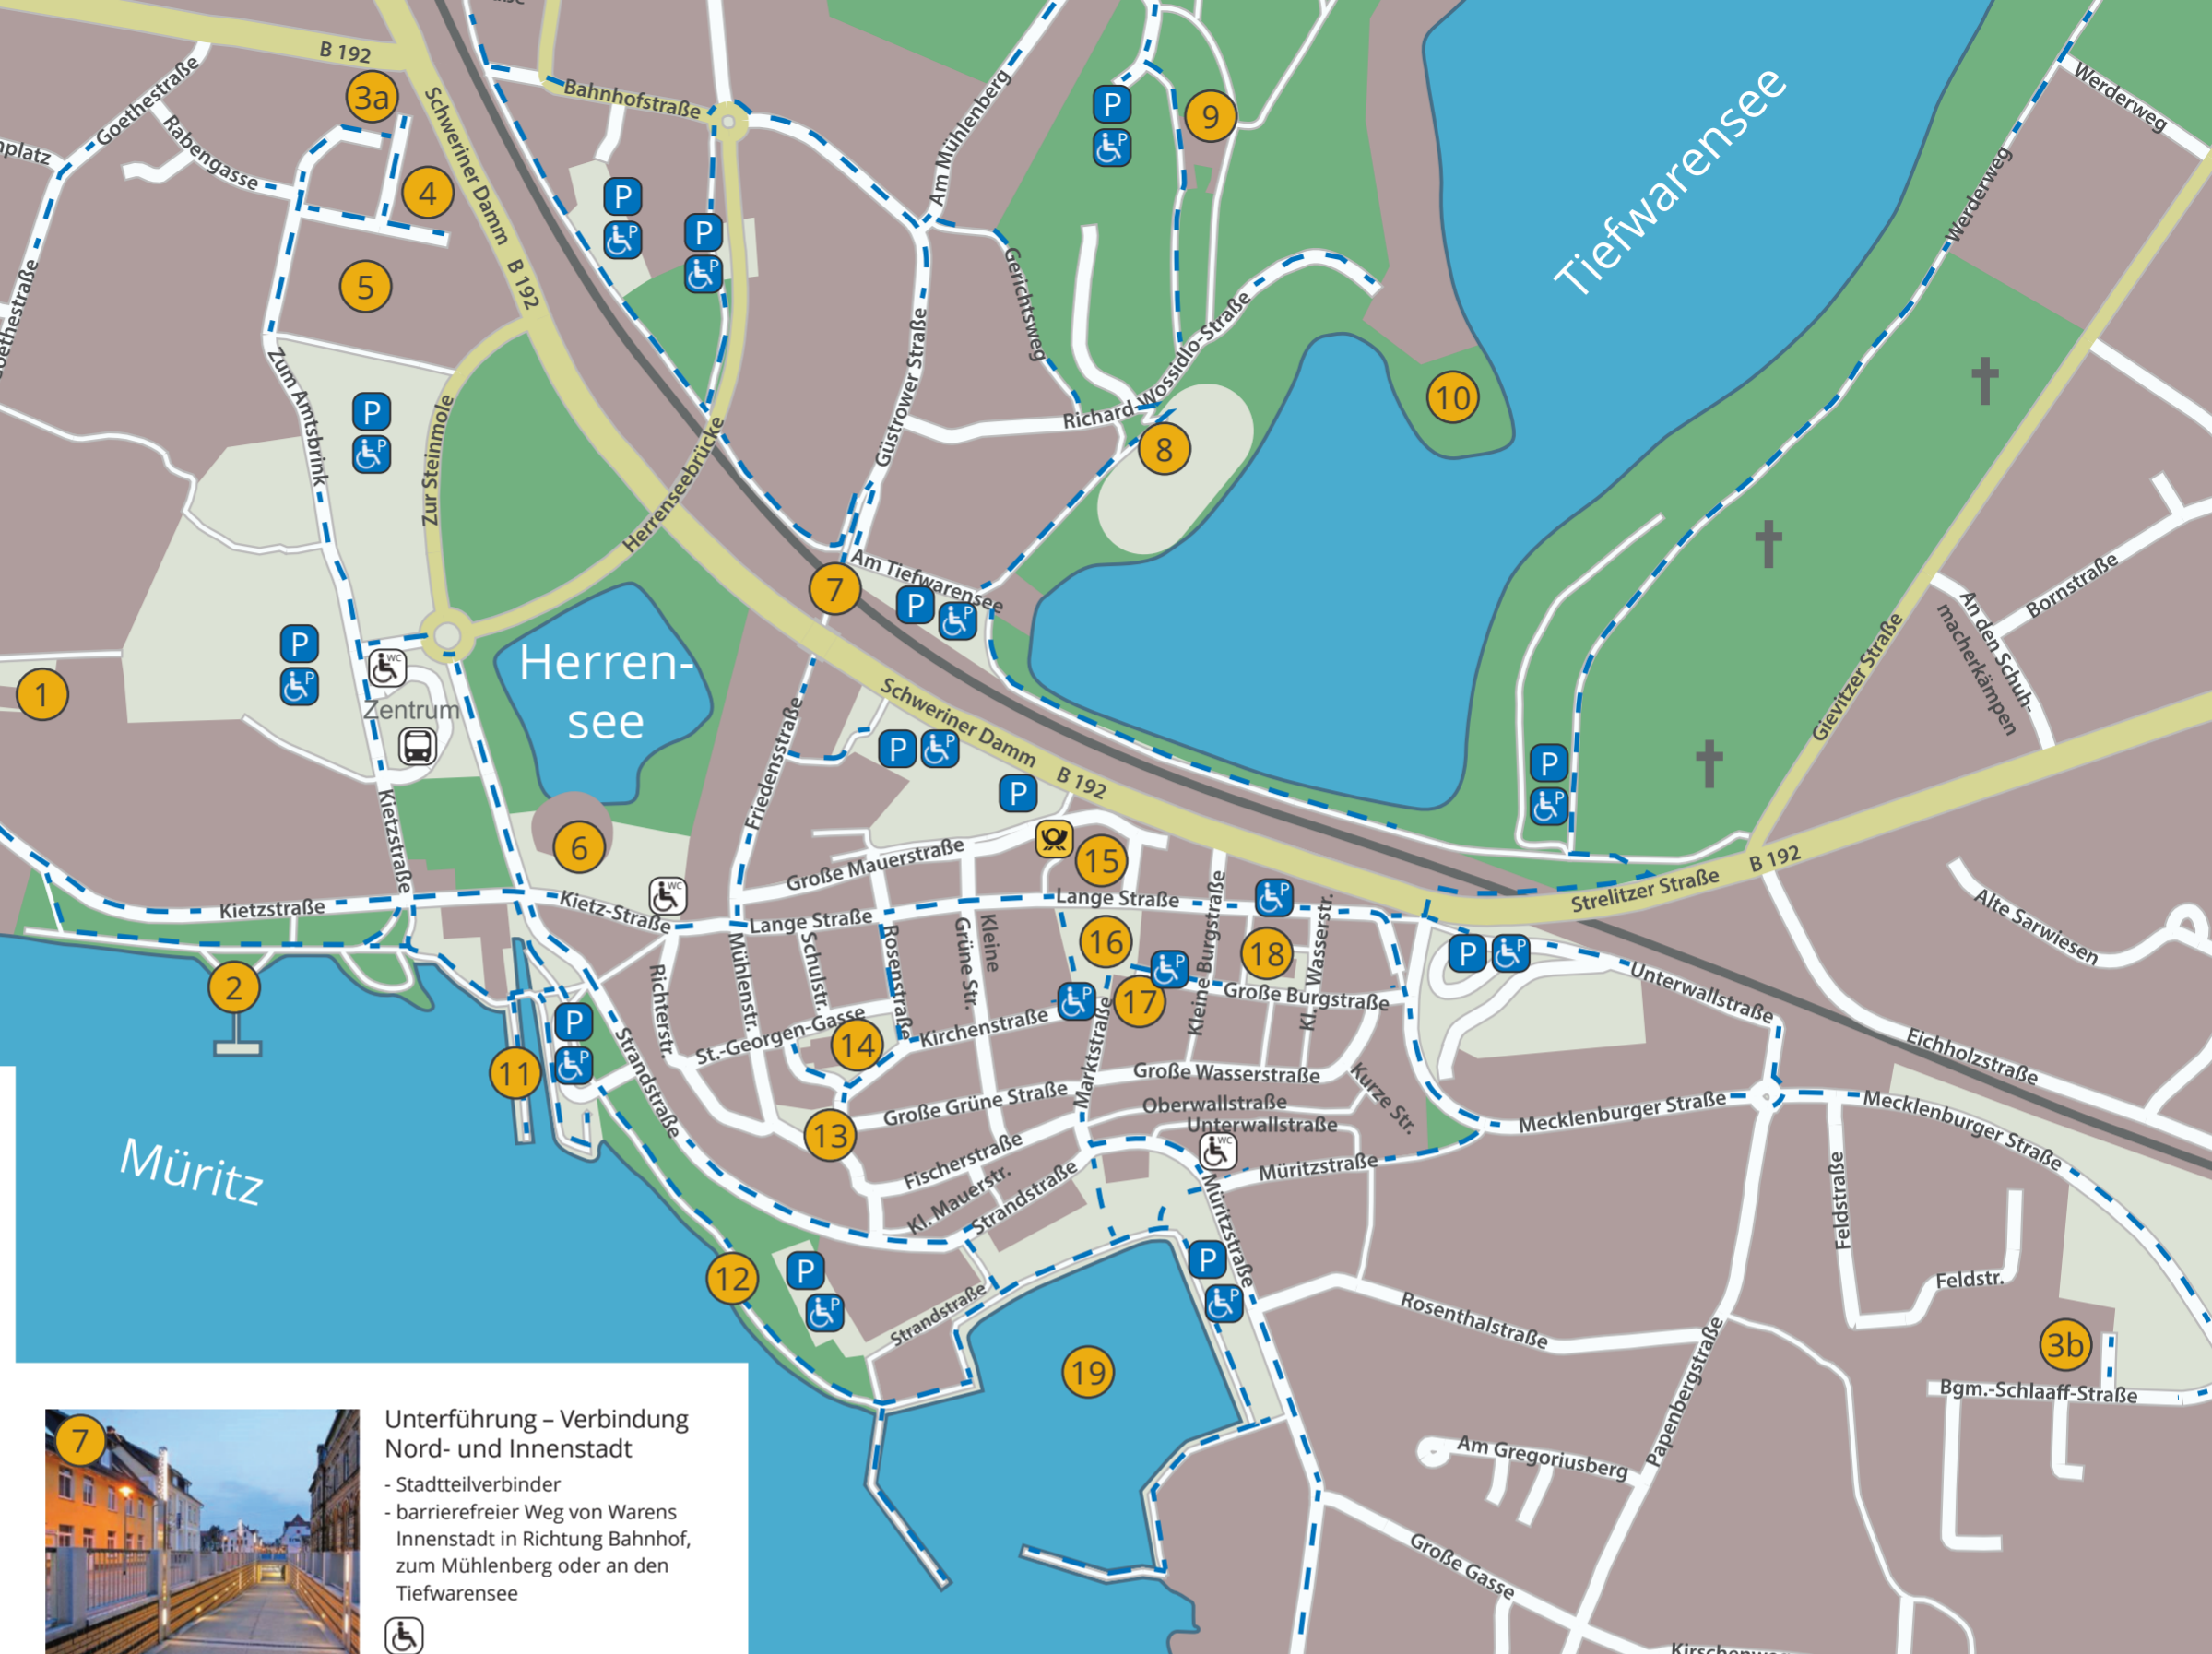 B 192
Goethestraße
Rabengasse
3a
4
5
Schweriner Damm
B 192
Bahnhofstraße
P
P
P
P
Am Mühlenberg
P
P
9
Tiefwarensee
Werderweg
Werderweg
Gerichtsweg
Güstrower Straße
Richard-Wossidlo-Straße
8
10
Zum Amtsbrink
P
P
Zur Steinmole
Herrenseebrücke
7
Am Tiefwarensee
P
P
Herren-
see
1
P
P
WC
Zentrum
Kietzstraße
6
WC
Friedensstraße
Schweriner Damm
B 192
P
P
P
P
P
Gievitzer Straße
An den Schuh-
macherkämpen
Bornstraße
B 192
Strelitzer Straße
Alte Sarwiesen
Große Mauerstraße
15
Kietzstraße
Kietz-Straße
Lange Straße
Lange Straße
P
2
11
P
P
Richterstr.
Mühlenstr.
Schulstr.
Rosenstraße
Kleine
Grüne Str.
16
17
18
P
P
Kleine Burgstraße
Kl. Wasserstr.
Große Burgstraße
P
P
Unterwallstraße
Eichholzstraße
St.-Georgen-Gasse
14
Kirchenstraße
Marktstraße
Strandstraße
13
Große Grüne Straße
Große Wasserstraße
Oberwallstraße
Unterwallstraße
Kurze Str.
Mecklenburger Straße
Mecklenburger Straße
Fischerstraße
Kl. Mauerstr.
Strandstraße
WC
Müritzstraße
Müritzstraße
Müritz
12
P
P
Strandstraße
P
P
19
Rosenthalstraße
Feldstraße
Feldstr.
3b
Bgm.-Schlaaff-Straße
Papenbergstraße
Am Gregoriusberg
Große Gasse
7
Unterführung – Verbindung
Nord- und Innenstadt
- Stadtteilverbinder
- barrierefreier Weg von Warens
Innenstadt in Richtung Bahnhof,
zum Mühlenberg oder an den
Tiefwarensee